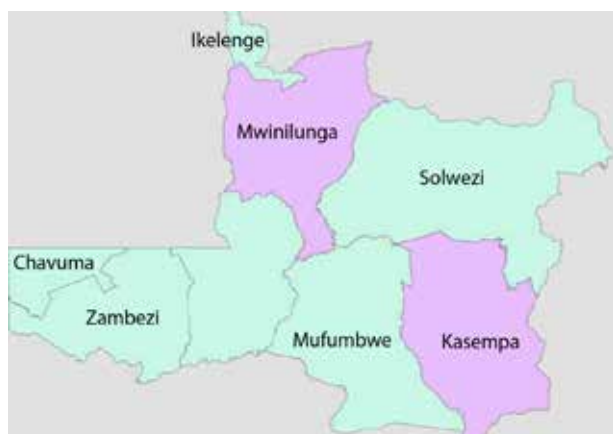 Ikelenge
Mwinilunga
Solwezi
Chavuma
Zambezi
Mufumbwe
Kasempa